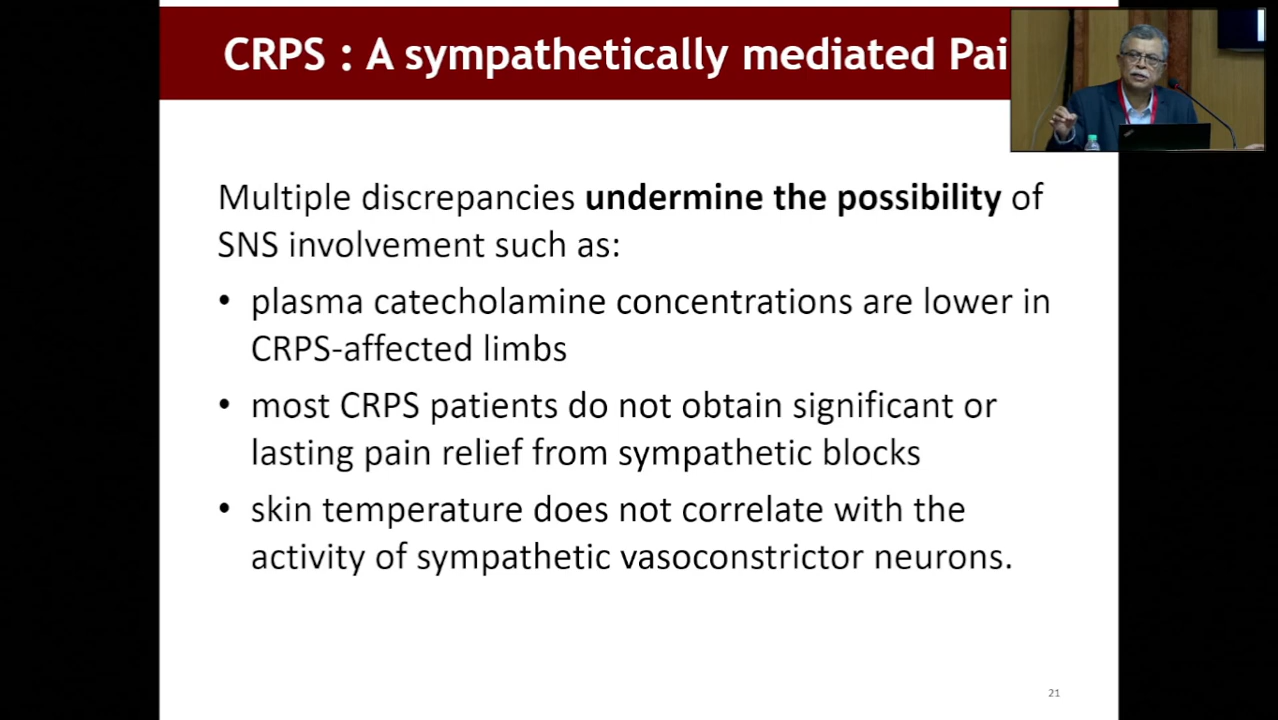 CRPS : A sympathetically mediated Pai
Multiple discrepancies undermine the possibility of
SNS involvement such as:
• plasma catecholamine concentrations are lower in
CRPS-affected limbs
• most CRPS patients do not obtain significant or
lasting pain relief from sympathetic blocks
• skin temperature does not correlate with the
activity of sympathetic vasoconstrictor neurons.
21